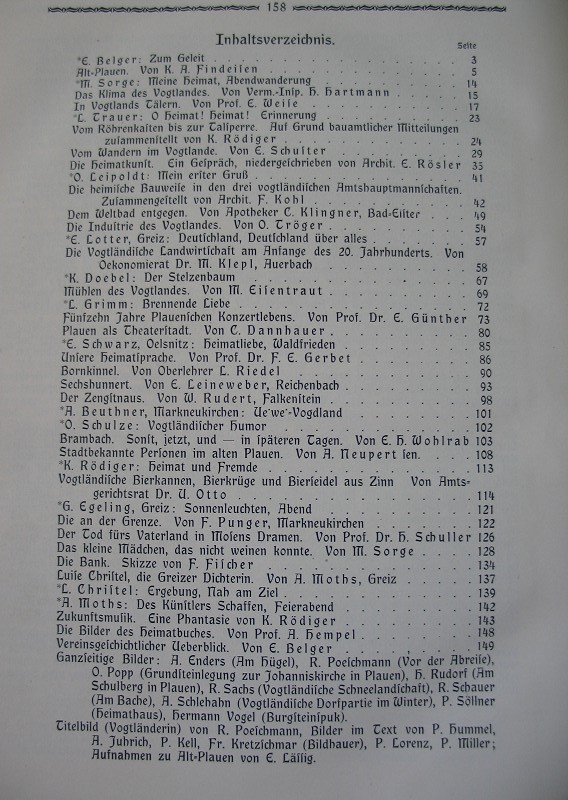 158
Inhaltsverzeichnis.
Seite
*E. Belger: Zum Geleit . . . 3
Alt-Plauen. Von K. A. Findeisen . . . 5
*M. Sorge: Meine Heimat, Abendwanderung . . . 14
Das Klima des Vogtlandes. Von Verm.-Insp. H. Hartmann . . . 15
In Vogtlands Tälern. Von Prof. E. Weise . . . 17
*L. Trauer: O Heimat! Heimat! Erinnerung . . . 23
Vom Röhrenkasten bis zur Talsperre. Auf Grund bauamtlicher Mitteilungen
zusammenstellt von K. Rödiger . . . 24
Vom Wandern im Vogtlande. Von E. Schuster . . . 29
Die Heimatkunst. Ein Gespräch, niedergeschrieben von Archit. E. Rösler 35
*O. Leipoldt: Mein erster Gruß . . . 41
Die heimische Bauweise in den drei vogtländischen Amtshauptmannschaften.
Zusammengestellt von Archit. F. Kohl . . . 42
Dem Weltbad entgegen. Von Apotheker C. Klingner, Bad-Elster . . . 49
Die Industrie des Vogtlandes. Von O. Tröger . . . 54
*E. Lotter, Greiz: Deutschland, Deutschland über alles . . . 57
Die Vogtländische Landwirtschaft am Anfange des 20. Jahrhunderts. Von
Oekonomierat Dr. M. Klepl, Auerbach . . . 58
*K. Doebel: Der Stelzenbaum . . . 67
Mühlen des Vogtlandes. Von M. Eisentraut . . . 69
*L. Grimm: Brennende Liebe . . . 72
Fünfzehn Jahre Plauenschen Konzertlebens. Von Prof. Dr. E. Günther 73
Plauen als Theaterstadt. Von C. Dannhauer . . . 80
*E. Schwarz, Oelsnitz: Heimatliebe, Waldfrieden . . . 85
Unsere Heimatsprache. Von Prof. Dr. F. E. Gerbet . . . 86
Bornkinnel. Von Oberlehrer L. Riedel . . . 90
Sechshunnert. Von E. Leineweber, Reichenbach . . . 93
Der Zengstnaus. Von W. Rudert, Falkenstein . . . 98
*A. Beuthner, Markneukirchen: Ue'we'-Vogdland . . . 101
*O. Schulze: Vogtländischer Humor . . . 102
Brambach. Sonst, jetzt, und — in späteren Tagen. Von E. H. Wohlrab 103
Stadtbekannte Personen im alten Plauen. Von A. Neupert sen. . . . 108
*K. Rödiger: Heimat und Fremde . . . 113
Vogtländische Bierkannen, Bierkrüge und Bierseidel aus Zinn Von Amts-
gerichtsrat Dr. U. Otto . . . 114
*G. Egeling, Greiz: Sonnenleuchten, Abend . . . 121
Die an der Grenze. Von F. Punger, Markneukirchen . . . 122
Der Tod fürs Vaterland in Mosens Dramen. Von Prof. Dr. H. Schuller 126
Das kleine Mädchen, das nicht weinen konnte. Von M. Sorge . . . 128
Die Bank. Skizze von F. Fischer . . . 134
Luise Christel, die Greizer Dichterin. Von A. Moths, Greiz . . . 137
*L. Christel: Ergebung, Nah am Ziel . . . 139
*A. Moths: Des Künstlers Schaffen, Feierabend . . . 142
Zukunftsmusik. Eine Phantasie von K. Rödiger . . . 143
Die Bilder des Heimatbuches. Von Prof. A. Hempel . . . 148
Vereinsgeschichtlicher Ueberblick. Von E. Belger . . . 149
Ganzseitige Bilder: A. Enders (Am Hügel), R. Poeschmann (Vor der Abreise),
O. Popp (Grundsteinlegung zur Johanniskirche in Plauen), H. Rudorf (Am
Schulberg in Plauen), R. Sachs (Vogtländische Schneelandschaft), R. Schauer
(Am Bache), A. Schlehahn (Vogtländische Dorfpartie im Winter), P. Söllner
(Heimathaus), Hermann Vogel (Burgsteinspuk).
Titelbild (Vogtländerin) von R. Poeschmann, Bilder im Text von P. Hummel,
A. Juhrich, P. Kell, Fr. Kretzschmar (Bildhauer), P. Lorenz, P. Miller;
Aufnahmen zu Alt-Plauen von E. Lässig.